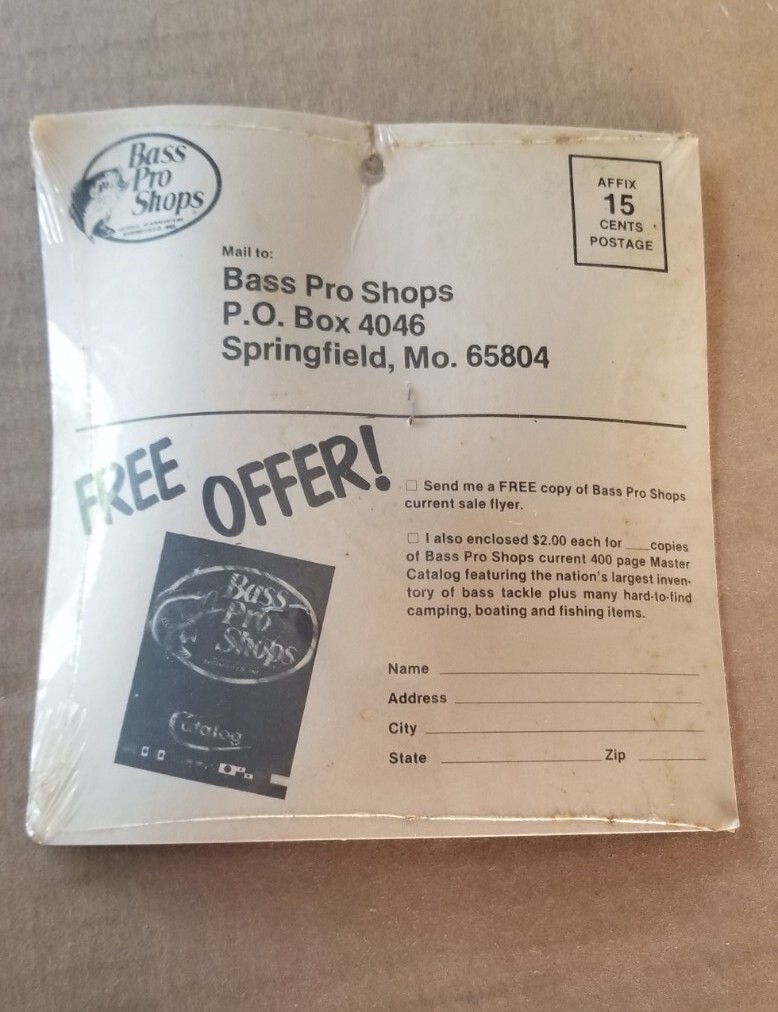 Bass
Pro
Shops
AFFIX
15
CENTS
POSTAGE
Mail to:
Bass Pro Shops
P.O. Box 4046
Springfield, Mo. 65804
FREE OFFER!
□ Send me a FREE copy of Bass Pro Shops
current sale flyer.
□ I also enclosed $2.00 each for ___copies
of Bass Pro Shops current 400 page Master
Catalog featuring the nation's largest inven-
tory of bass tackle plus many hard-to-find
camping, boating and fishing items.
Bass
Pro
Shops
Catalog
Name
Address
City
State Zip